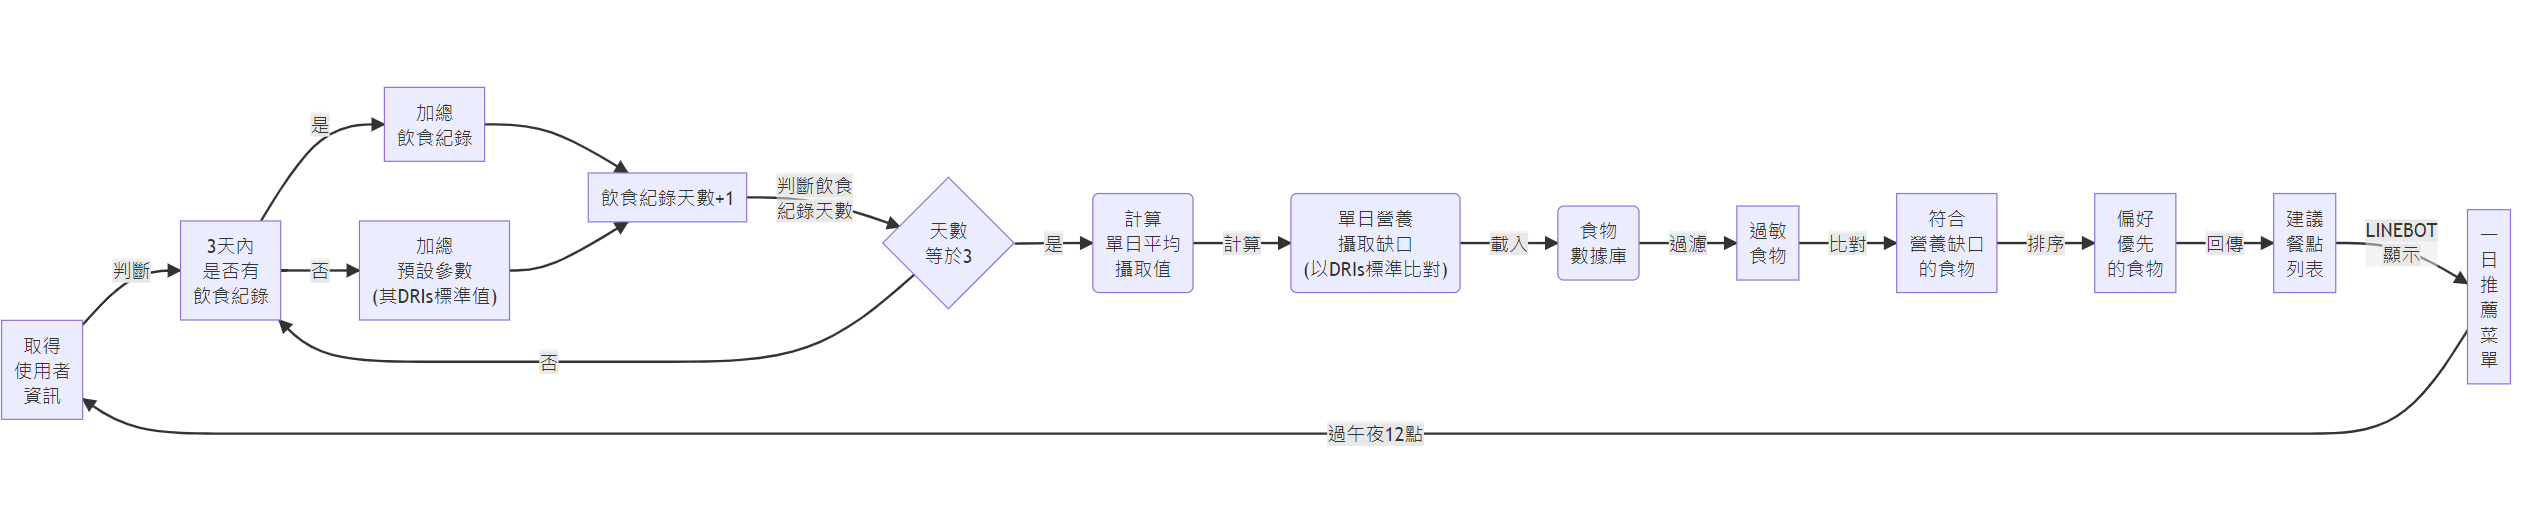 取得
使用者
資訊
判斷
3天內
是否有
飲食紀錄
是
加總
飲食紀錄
否
加總
預設參數
(其DRIs標準值)
飲食紀錄天數+1
判斷飲食
紀錄天數
天數
等於3
否
是
計算
單日平均
攝取值
計算
單日營養
攝取缺口
(以DRIs標準比對)
載入
食物
數據庫
過濾
過敏
食物
比對
符合
營養缺口
的食物
排序
偏好
優先
的食物
回傳
建議
餐點
列表
LINEBOT
顯示
一
日
推
薦
菜
單
過午夜12點